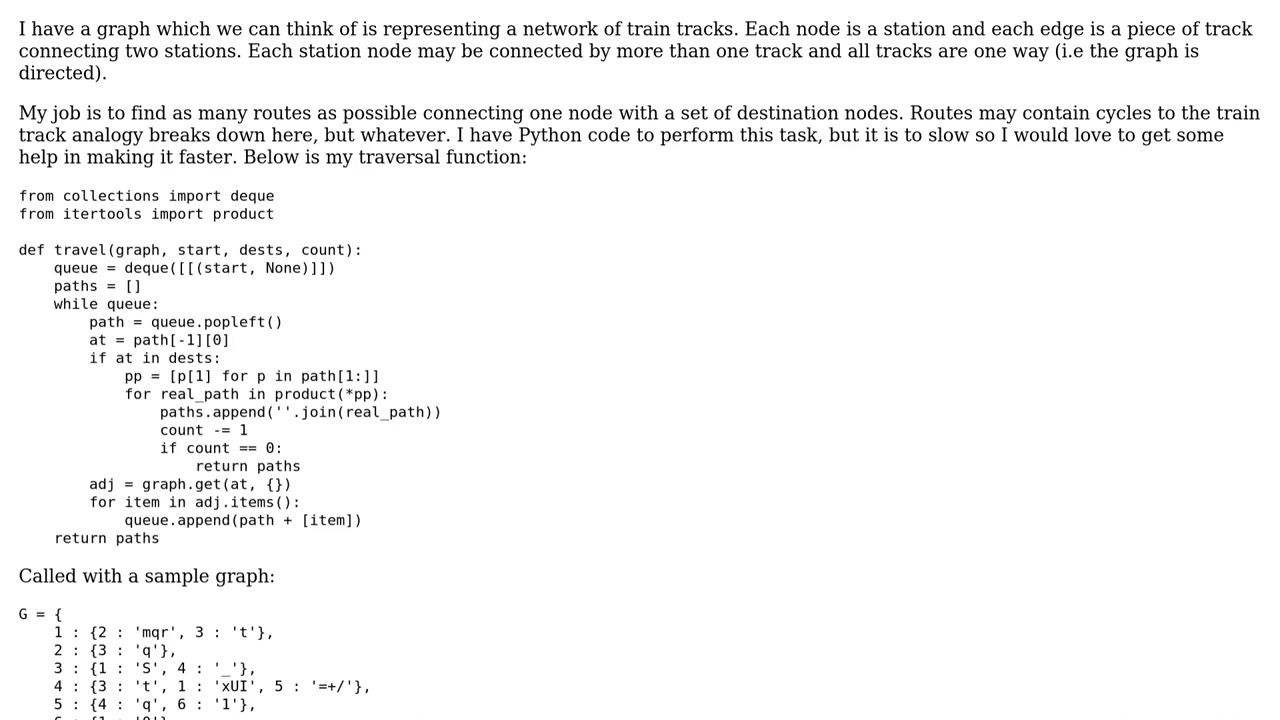 I have a graph which we can think of is representing a network of train tracks. Each node is a station and each edge is a piece of track
connecting two stations. Each station node may be connected by more than one track and all tracks are one way (i.e the graph is
directed).
My job is to find as many routes as possible connecting one node with a set of destination nodes. Routes may contain cycles to the train
track analogy breaks down here, but whatever. I have Python code to perform this task, but it is to slow so I would love to get some
help in making it faster. Below is my traversal function:
from collections import deque
from itertools import product
def travel(graph, start, dests, count):
    queue = deque([[(start, None)]])
    paths = []
    while queue:
        path = queue.popleft()
        at = path[-1][0]
        if at in dests:
            pp = [p[1] for p in path[1:]]
            for real_path in product(*pp):
                paths.append(''.join(real_path))
                count -= 1
                if count == 0:
                    return paths
        adj = graph.get(at, {})
        for item in adj.items():
            queue.append(path + [item])
    return paths
Called with a sample graph:
G = {
    1 : {2 : 'mqr', 3 : 't'},
    2 : {3 : 'q'},
    3 : {1 : 'S', 4 : '_'},
    4 : {3 : 't', 1 : 'xUI', 5 : '=+/'},
    5 : {4 : 'q', 6 : '1'},